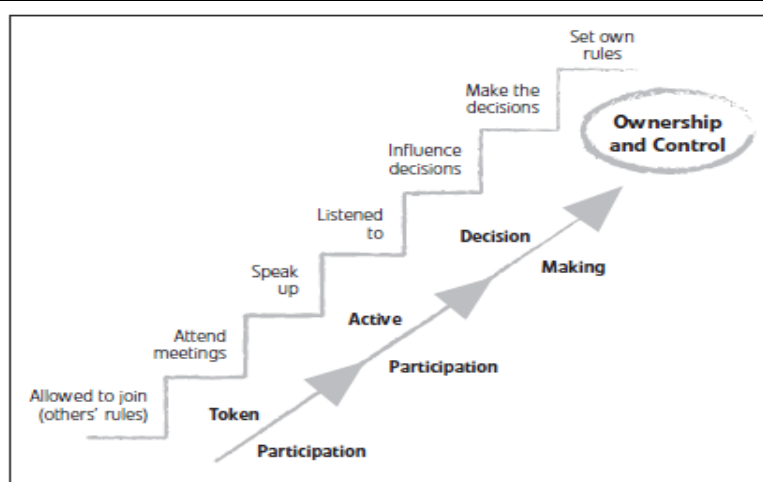 Set own
rules
Make the
decisions
Ownership
and Control
Influence
decisions
Listened
to
Decision
Making
Speak
up
Active
Participation
Attend
meetings
Allowed to join
(others’ rules)
Token
Participation